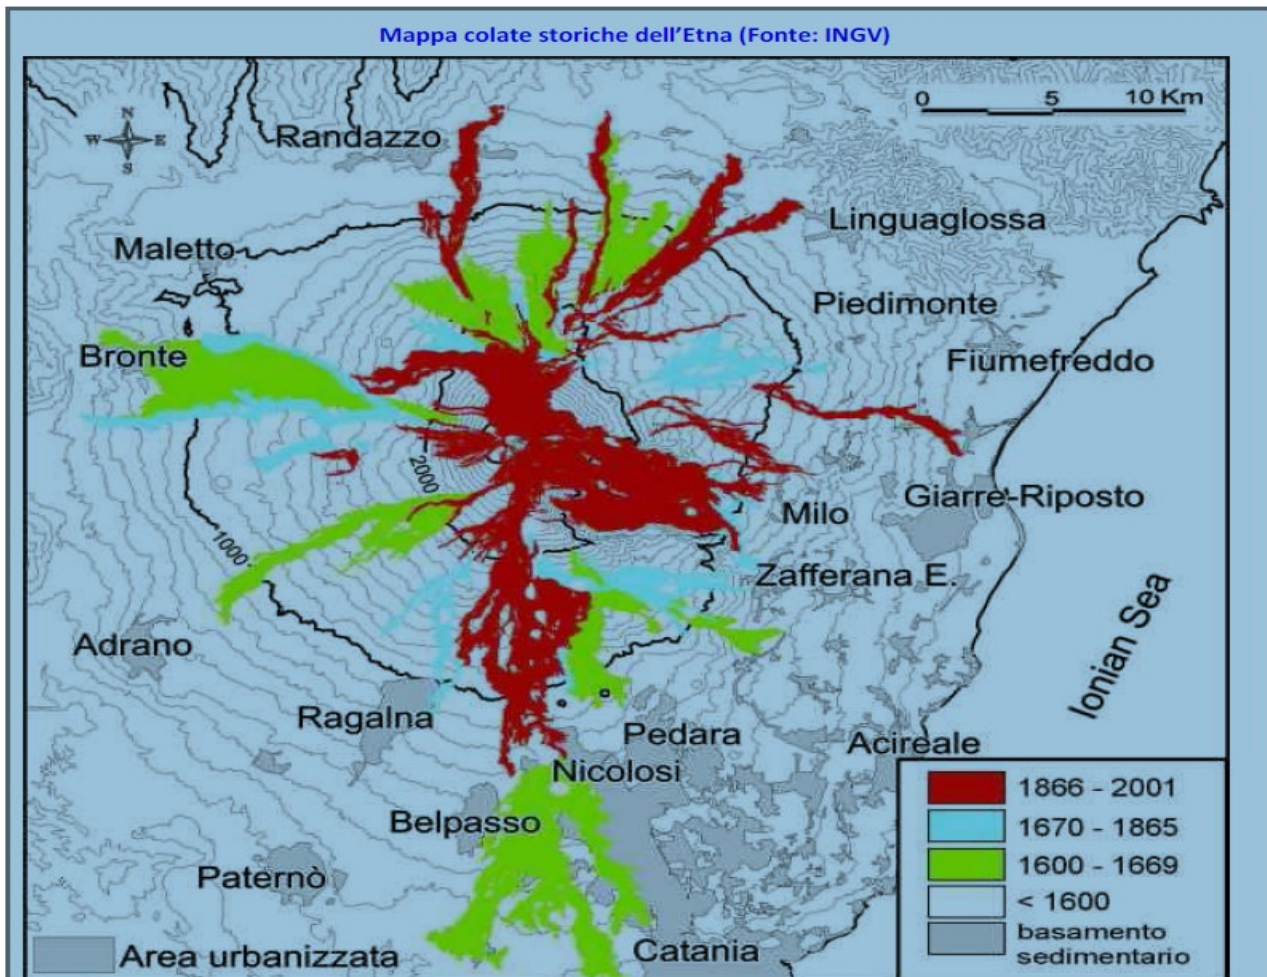 Mappa colate storiche dell'Etna (Fonte: INGV)
0 5 10 Km
N
W E
S
Randazzo
Linguaglossa
Maletto
Piedimonte
Bronte
Fiumefreddo
2000
Giarre-Riposto
Milo
1000
Zafferana E.
Adrano
Ionian Sea
Ragalna
Pedara
Acireale
Nicolosi
1866 - 2001
Belpasso
1670 - 1865
1600 - 1669
Paternò
< 1600
basamento
sedimentario
Catania
Area urbanizzata